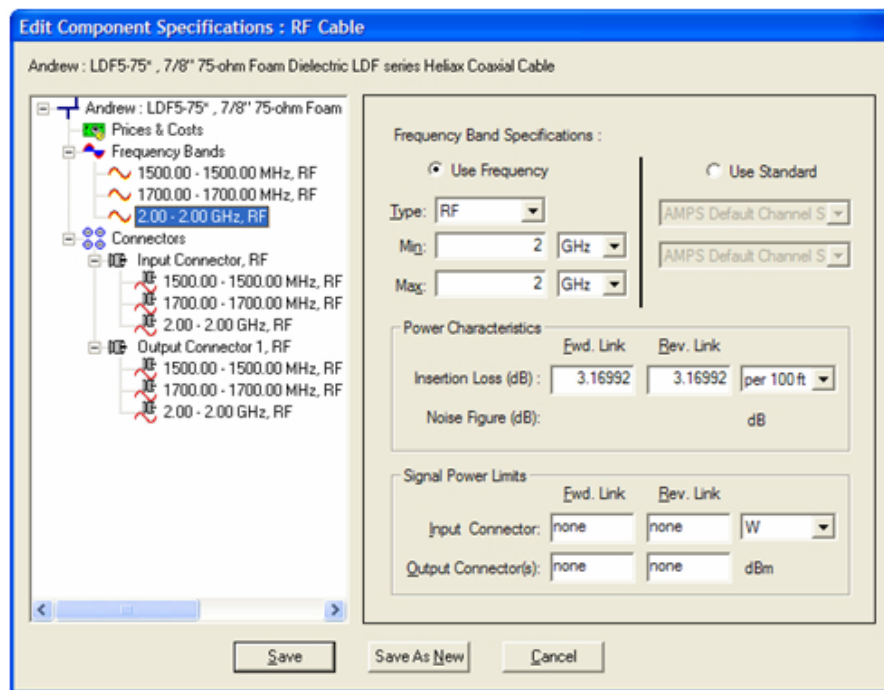 Edit Component Specifications : RF Cable
Andrew : LDF5-75* , 7/8" 75-ohm Foam Dielectric LDF series Heliax Coaxial Cable
Andrew : LDF5-75* , 7/8" 75-ohm Foam
Prices & Costs
Frequency Bands
1500.00 - 1500.00 MHz, RF
1700.00 - 1700.00 MHz, RF
2.00 - 2.00 GHz, RF
Connectors
Input Connector, RF
1500.00 - 1500.00 MHz, RF
1700.00 - 1700.00 MHz, RF
2.00 - 2.00 GHz, RF
Output Connector 1, RF
1500.00 - 1500.00 MHz, RF
1700.00 - 1700.00 MHz, RF
2.00 - 2.00 GHz, RF
Frequency Band Specifications :
Use Frequency
Type: RF
Min: 2 GHz
Max: 2 GHz
Use Standard
AMPS Default Channel S
AMPS Default Channel S
Power Characteristics
Fwd. Link Rev. Link
Insertion Loss (dB) : 3.16992 3.16992 per 100 ft
Noise Figure (dB): dB
Signal Power Limits
Fwd. Link Rev. Link
Input Connector: none none W
Output Connector(s): none none dBm
Save Save As New Cancel